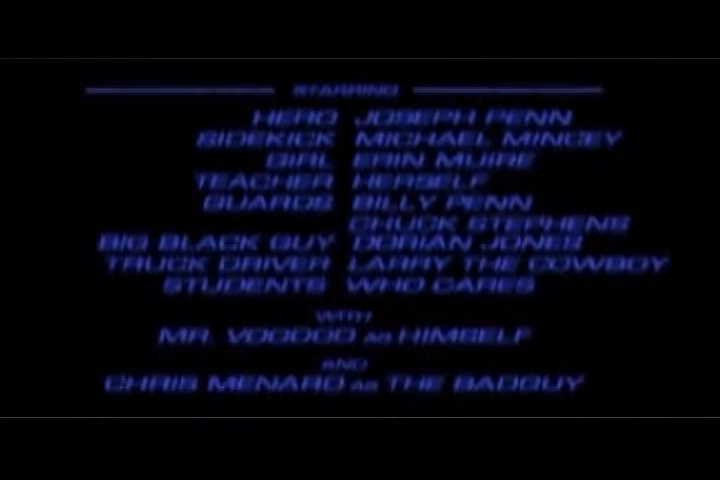 STARRING
HERO JOSEPH PENN
SIDEKICK MICHAEL MINCEY
GIRL ERIN MUIRE
TEACHER HERSELF
GUARDS BILLY PENN
CHUCK STEPHENS
BIG BLACK GUY DORIAN JONES
TRUCK DRIVER LARRY THE COWBOY
STUDENTS WHO CARES
WITH
MR. VOODOO as HIMSELF
AND
CHRIS MENARD as THE BADGUY